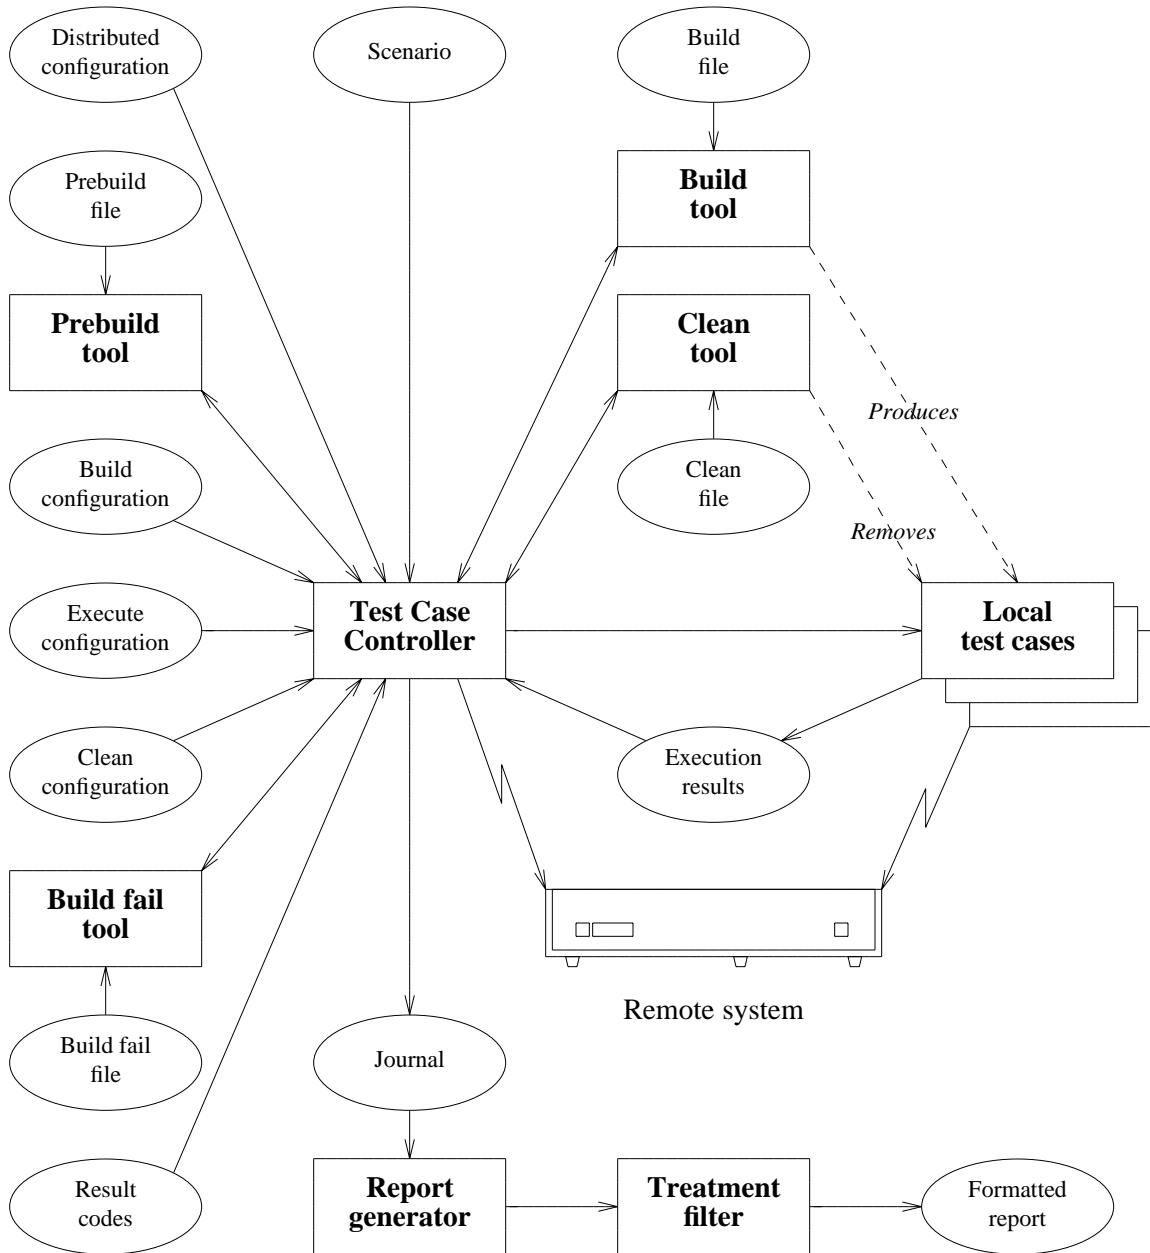 Distributed
configuration
Scenario
Build
file
Prebuild
file
Build
tool
Prebuild
tool
Clean
tool
Produces
Build
configuration
Clean
file
Removes
Execute
configuration
Test Case
Controller
Local
test cases
Clean
configuration
Execution
results
Build fail
tool
Remote system
Build fail
file
Journal
Result
codes
Report
generator
Treatment
filter
Formatted
report